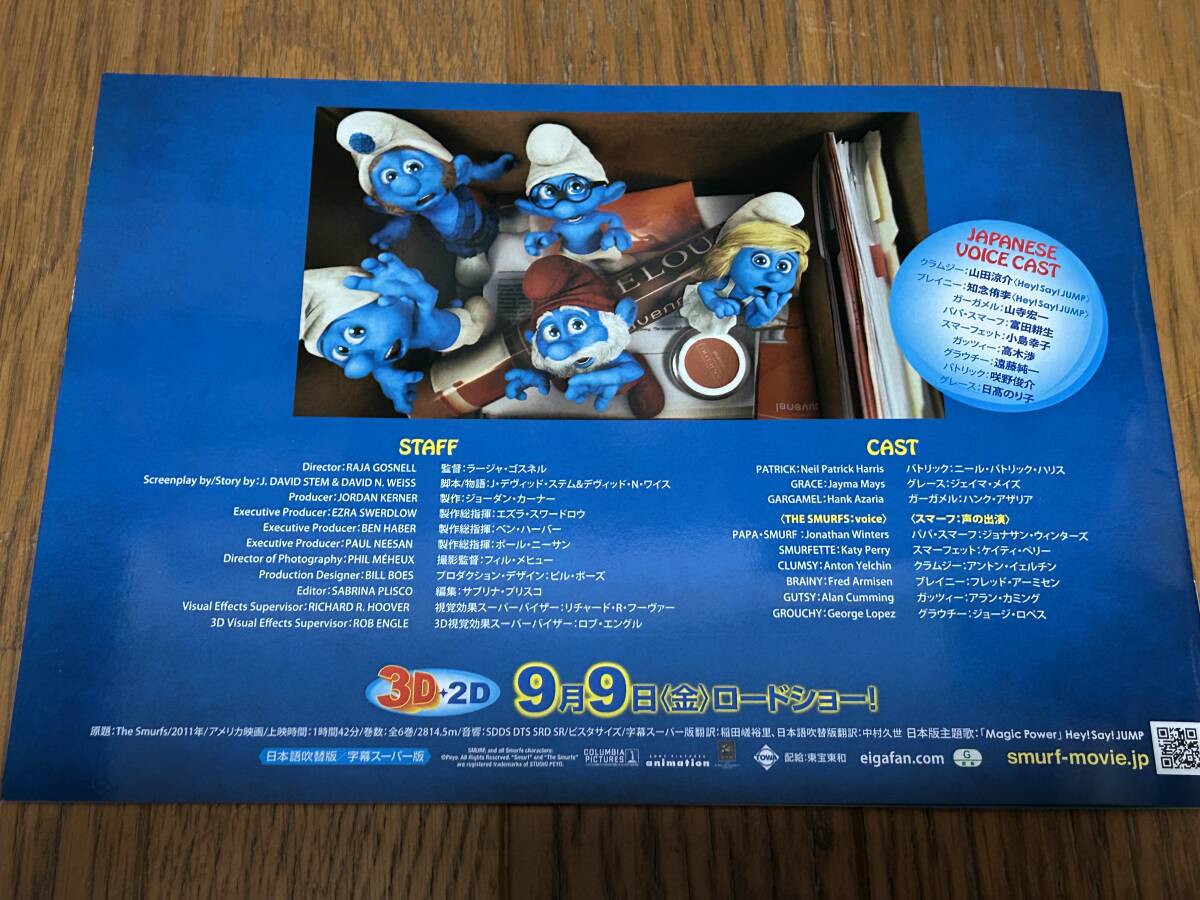 JAPANESE
VOICE CAST
クラムジー:山田涼介〈Hey!Say!JUMP〉
ブレイニー:知念侑李〈Hey!Say!JUMP〉
ガーガメル:山寺宏一
パパ・スマーフ:富田耕生
スマーフェット:小島幸子
ガッツィー:高木渉
グラウチー:遠藤純一
パトリック:咲野俊介
グレース:日髙のり子
STAFF
Director:RAJA GOSNELL 監督:ラージャ・ゴスネル
Screenplay by/Story by:J. DAVID STEM & DAVID N. WEISS 脚本/物語:J・デヴィッド・ステム&デヴィッド・N・ワイス
Producer:JORDAN KERNER 製作:ジョーダン・カーナー
Executive Producer:EZRA SWERDLOW 製作総指揮:エズラ・スワードロウ
Executive Producer:BEN HABER 製作総指揮:ベン・ハーバー
Executive Producer:PAUL NEESAN 製作総指揮:ポール・ニーサン
Director of Photography:PHIL MÉHEUX 撮影監督:フィル・メヒュー
Production Designer:BILL BOES プロダクション・デザイン:ビル・ボーズ
Editor:SABRINA PLISCO 編集:サブリナ・プリスコ
Visual Effects Supervisor:RICHARD R. HOOVER 視覚効果スーパーバイザー:リチャード・R・フーヴァー
3D Visual Effects Supervisor:ROB ENGLE 3D視覚効果スーパーバイザー:ロブ・エングル
CAST
PATRICK:Neil Patrick Harris パトリック:ニール・パトリック・ハリス
GRACE:Jayma Mays グレース:ジェイマ・メイズ
GARGAMEL:Hank Azaria ガーガメル:ハンク・アザリア
〈THE SMURFS:voice〉 〈スマーフ:声の出演〉
PAPA・SMURF:Jonathan Winters パパ・スマーフ:ジョナサン・ウィンターズ
SMURFETTE:Katy Perry スマーフェット:ケイティ・ペリー
CLUMSY:Anton Yelchin クラムジー:アントン・イェルチン
BRAINY:Fred Armisen ブレイニー:フレッド・アーミセン
GUTSY:Alan Cumming ガッツィー:アラン・カミング
GROUCHY:George Lopez グラウチー:ジョージ・ロペス
3D+2D 9月9日〈金〉ロードショー!
原題:The Smurfs/2011年/アメリカ映画/上映時間:1時間42分/巻数:全6巻/2814.5m/音響:SDDS DTS SRD SR/ビスタサイズ/字幕スーパー版翻訳:稲田嵯裕里、日本語吹替版翻訳:中村久世 日本版主題歌:「Magic Power」Hey!Say!JUMP
日本語吹替版/字幕スーパー版
SMURF, and all Smurfs characters:
©Peyo. All Rights Reserved. "Smurf" and "The Smurfs"
are registered trademarks of STUDIO PEYO.
COLUMBIA
PICTURES
SONY PICTURES
animation
TOWA
配給:東宝東和
eigafan.com
G
smurf-movie.jp